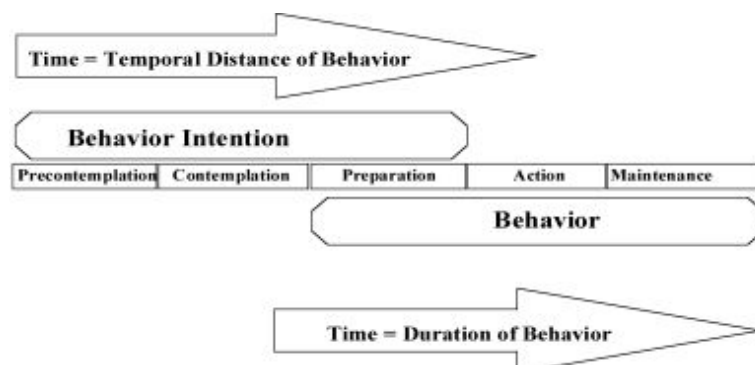 Time = Temporal Distance of Behavior
Behavior Intention
Precontemplation Contemplation Preparation Action Maintenance
Behavior
Time = Duration of Behavior